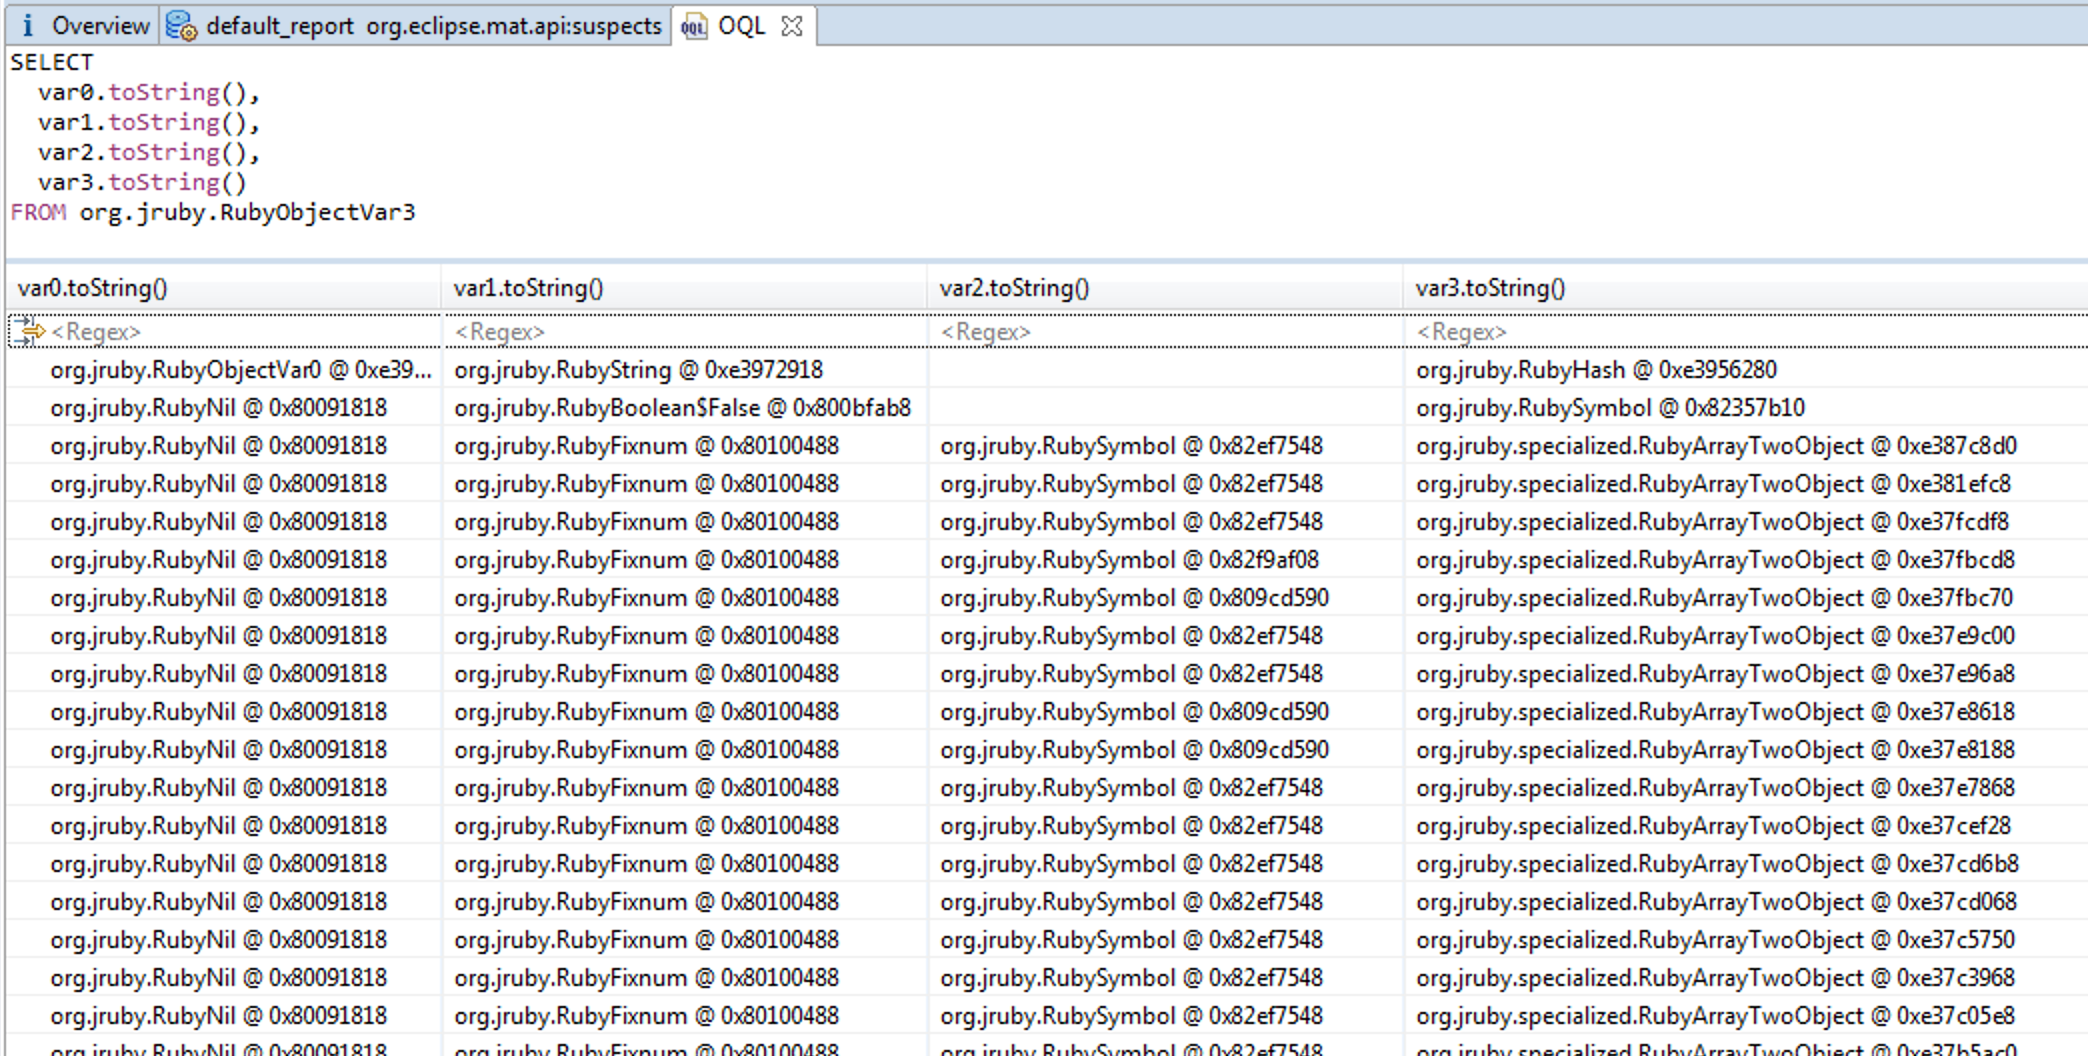 i Overview default_report org.eclipse.mat.api:suspects OQL OQL
SELECT
var0.toString(),
var1.toString(),
var2.toString(),
var3.toString()
FROM org.jruby.RubyObjectVar3
var0.toString() var1.toString() var2.toString() var3.toString()
<Regex> <Regex> <Regex> <Regex>
org.jruby.RubyObjectVar0 @ 0xe39... org.jruby.RubyString @ 0xe3972918 org.jruby.RubyHash @ 0xe3956280
org.jruby.RubyNil @ 0x80091818 org.jruby.RubyBoolean$False @ 0x800bfab8 org.jruby.RubySymbol @ 0x82357b10
org.jruby.RubyNil @ 0x80091818 org.jruby.RubyFixnum @ 0x80100488 org.jruby.RubySymbol @ 0x82ef7548 org.jruby.specialized.RubyArrayTwoObject @ 0xe387c8d0
org.jruby.RubyNil @ 0x80091818 org.jruby.RubyFixnum @ 0x80100488 org.jruby.RubySymbol @ 0x82ef7548 org.jruby.specialized.RubyArrayTwoObject @ 0xe381efc8
org.jruby.RubyNil @ 0x80091818 org.jruby.RubyFixnum @ 0x80100488 org.jruby.RubySymbol @ 0x82ef7548 org.jruby.specialized.RubyArrayTwoObject @ 0xe37fcdf8
org.jruby.RubyNil @ 0x80091818 org.jruby.RubyFixnum @ 0x80100488 org.jruby.RubySymbol @ 0x82f9af08 org.jruby.specialized.RubyArrayTwoObject @ 0xe37fbcd8
org.jruby.RubyNil @ 0x80091818 org.jruby.RubyFixnum @ 0x80100488 org.jruby.RubySymbol @ 0x809cd590 org.jruby.specialized.RubyArrayTwoObject @ 0xe37fbc70
org.jruby.RubyNil @ 0x80091818 org.jruby.RubyFixnum @ 0x80100488 org.jruby.RubySymbol @ 0x82ef7548 org.jruby.specialized.RubyArrayTwoObject @ 0xe37e9c00
org.jruby.RubyNil @ 0x80091818 org.jruby.RubyFixnum @ 0x80100488 org.jruby.RubySymbol @ 0x82ef7548 org.jruby.specialized.RubyArrayTwoObject @ 0xe37e96a8
org.jruby.RubyNil @ 0x80091818 org.jruby.RubyFixnum @ 0x80100488 org.jruby.RubySymbol @ 0x809cd590 org.jruby.specialized.RubyArrayTwoObject @ 0xe37e8618
org.jruby.RubyNil @ 0x80091818 org.jruby.RubyFixnum @ 0x80100488 org.jruby.RubySymbol @ 0x809cd590 org.jruby.specialized.RubyArrayTwoObject @ 0xe37e8188
org.jruby.RubyNil @ 0x80091818 org.jruby.RubyFixnum @ 0x80100488 org.jruby.RubySymbol @ 0x82ef7548 org.jruby.specialized.RubyArrayTwoObject @ 0xe37e7868
org.jruby.RubyNil @ 0x80091818 org.jruby.RubyFixnum @ 0x80100488 org.jruby.RubySymbol @ 0x82ef7548 org.jruby.specialized.RubyArrayTwoObject @ 0xe37cef28
org.jruby.RubyNil @ 0x80091818 org.jruby.RubyFixnum @ 0x80100488 org.jruby.RubySymbol @ 0x82ef7548 org.jruby.specialized.RubyArrayTwoObject @ 0xe37cd6b8
org.jruby.RubyNil @ 0x80091818 org.jruby.RubyFixnum @ 0x80100488 org.jruby.RubySymbol @ 0x82ef7548 org.jruby.specialized.RubyArrayTwoObject @ 0xe37cd068
org.jruby.RubyNil @ 0x80091818 org.jruby.RubyFixnum @ 0x80100488 org.jruby.RubySymbol @ 0x82ef7548 org.jruby.specialized.RubyArrayTwoObject @ 0xe37c5750
org.jruby.RubyNil @ 0x80091818 org.jruby.RubyFixnum @ 0x80100488 org.jruby.RubySymbol @ 0x82ef7548 org.jruby.specialized.RubyArrayTwoObject @ 0xe37c3968
org.jruby.RubyNil @ 0x80091818 org.jruby.RubyFixnum @ 0x80100488 org.jruby.RubySymbol @ 0x82ef7548 org.jruby.specialized.RubyArrayTwoObject @ 0xe37c05e8
org.jruby.RubyNil @ 0x80091818 org.jruby.RubyFixnum @ 0x80100488 org.jruby.RubySymbol @ 0x82ef7548 org.jruby.specialized.RubyArrayTwoObject @ 0xe37b5ac0